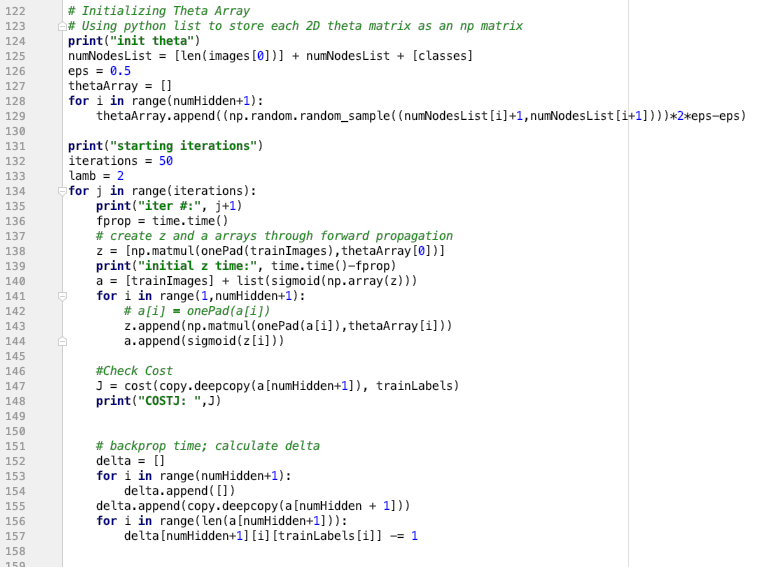 122 # Initializing Theta Array
123 # Using python list to store each 2D theta matrix as an np matrix
124 print("init theta")
125 numNodesList = [len(images[0])] + numNodesList + [classes]
126 eps = 0.5
127 thetaArray = []
128 for i in range(numHidden+1):
129     thetaArray.append((np.random.random_sample((numNodesList[i]+1,numNodesList[i+1])))*2*eps-eps)
130
131 print("starting iterations")
132 iterations = 50
133 lamb = 2
134 for j in range(iterations):
135     print("iter #:", j+1)
136     fprop = time.time()
137     # create z and a arrays through forward propagation
138     z = [np.matmul(onePad(trainImages),thetaArray[0])]
139     print("initial z time:", time.time()-fprop)
140     a = [trainImages] + list(sigmoid(np.array(z)))
141     for i in range(1,numHidden+1):
142         # a[i] = onePad(a[i])
143         z.append(np.matmul(onePad(a[i]),thetaArray[i]))
144         a.append(sigmoid(z[i]))
145
146     #Check Cost
147     J = cost(copy.deepcopy(a[numHidden+1]), trainLabels)
148     print("COSTJ: ",J)
149
150
151     # backprop time; calculate delta
152     delta = []
153     for i in range(numHidden+1):
154         delta.append([])
155     delta.append(copy.deepcopy(a[numHidden + 1]))
156     for i in range(len(a[numHidden+1])):
157         delta[numHidden+1][i][trainLabels[i]] -= 1
158
159